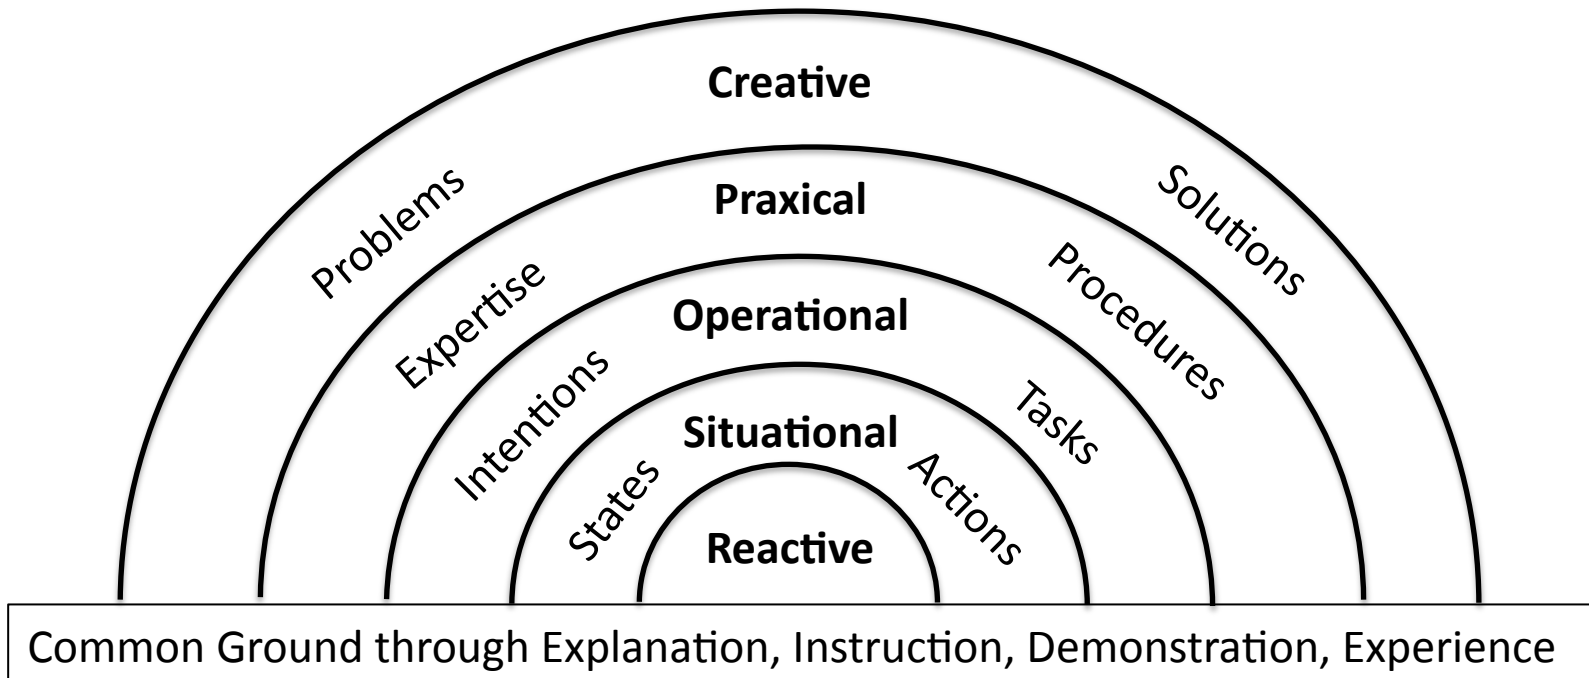 Creative
Problems
Solutions
Praxical
Expertise
Procedures
Operational
Intentions
Tasks
Situational
States
Actions
Reactive
Common Ground through Explanation, Instruction, Demonstration, Experience